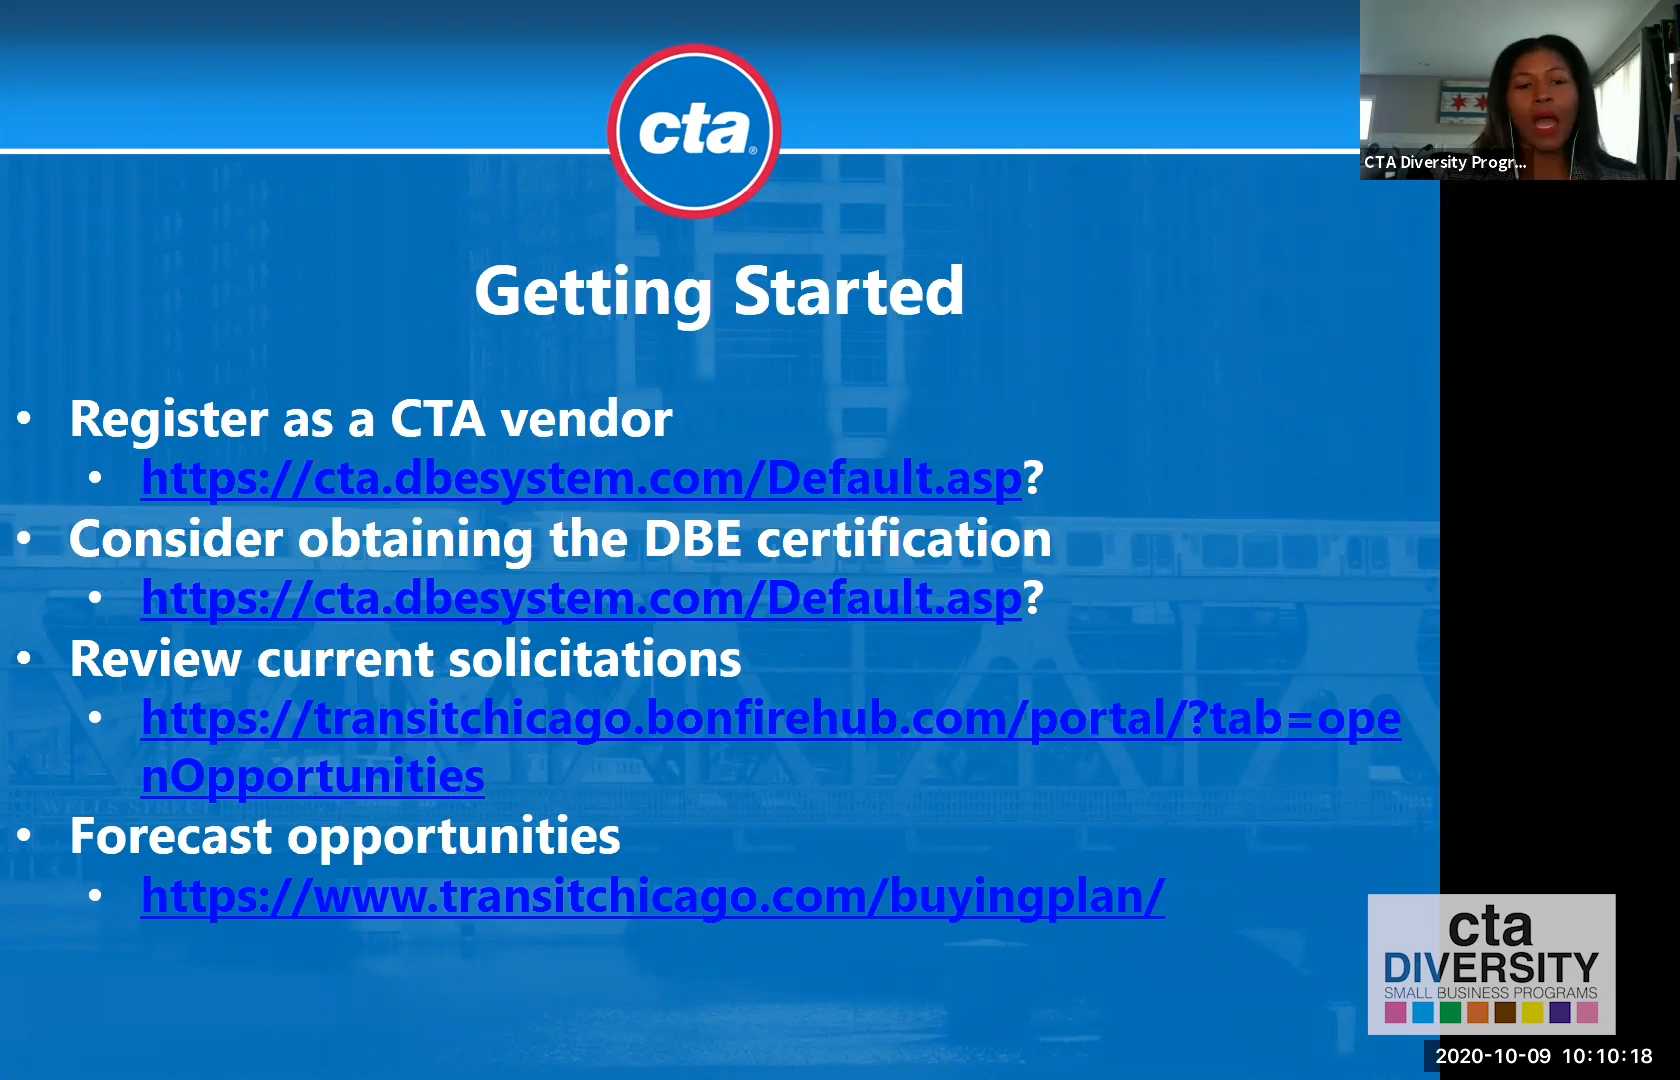 cta®
Getting Started
• Register as a CTA vendor
• https://cta.dbesystem.com/Default.asp?
• Consider obtaining the DBE certification
• https://cta.dbesystem.com/Default.asp?
• Review current solicitations
• https://transitchicago.bonfirehub.com/portal/?tab=ope
nOpportunities
• Forecast opportunities
• https://www.transitchicago.com/buyingplan/
CTA Diversity Progr...
cta
DIVERSITY
SMALL BUSINESS PROGRAMS
2020-10-09 10:10:18